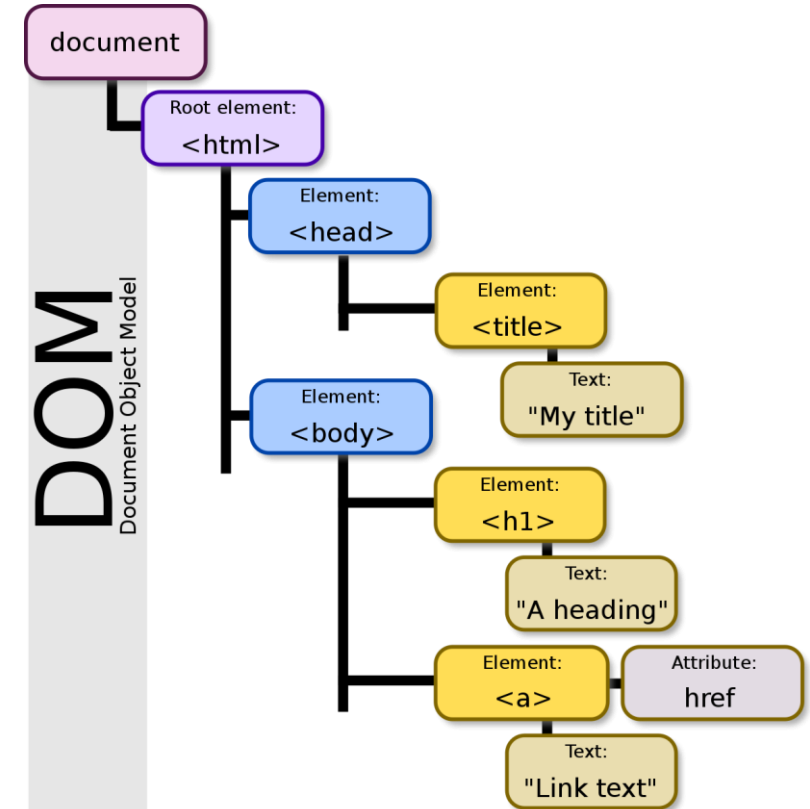 document
Root element:
<html>
Element:
<head>
Element:
<title>
Text:
"My title"
Element:
<body>
Element:
<h1>
Text:
"A heading"
Element:
<a>
Attribute:
href
Text:
"Link text"
DOM
Document Object Model